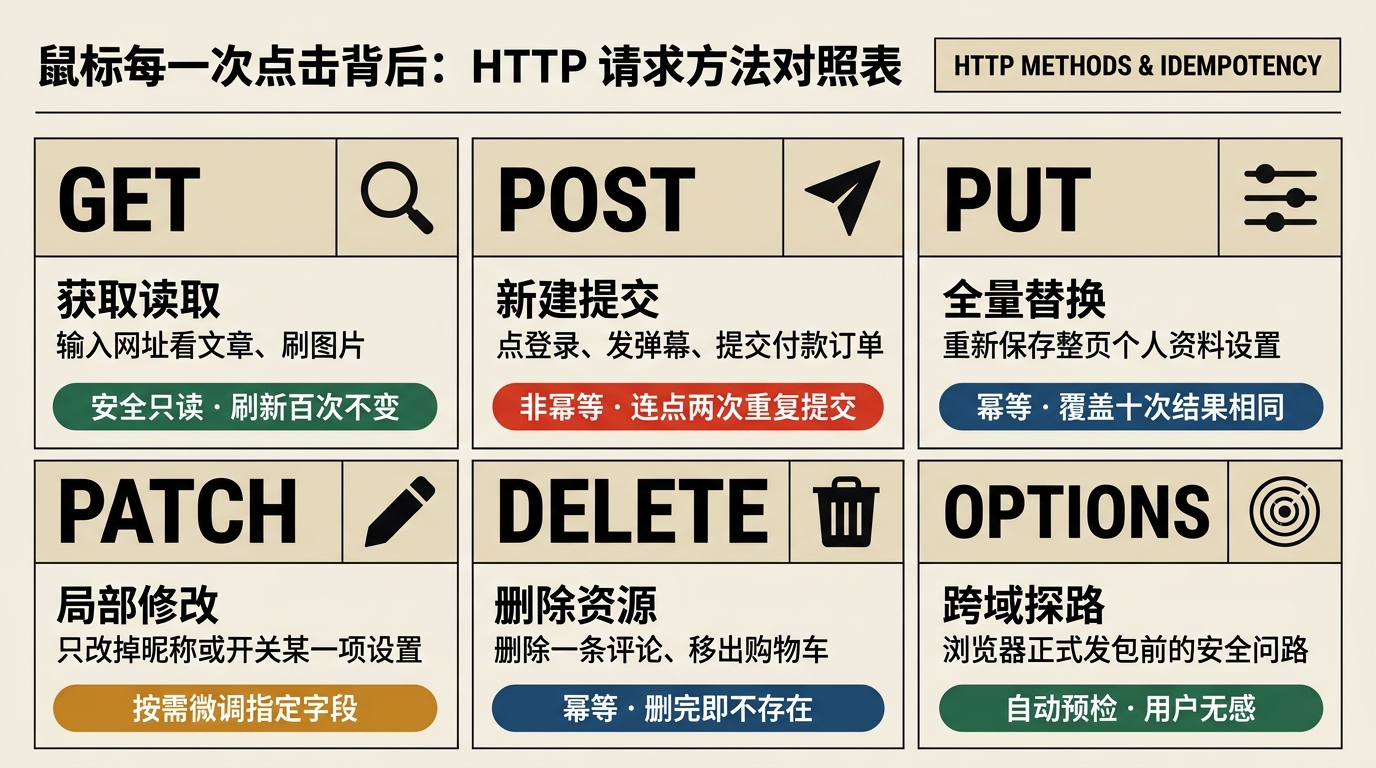 鼠标每一次点击背后：HTTP 请求方法对照表
HTTP METHODS & IDEMPOTENCY
GET
获取读取
输入网址看文章、刷图片
安全只读 · 刷新百次不变
POST
新建提交
点登录、发弹幕、提交付款订单
非幂等 · 连点两次重复提交
PUT
全量替换
重新保存整页个人资料设置
幂等 · 覆盖十次结果相同
PATCH
局部修改
只改掉昵称或开关某一项设置
按需微调指定字段
DELETE
删除资源
删除一条评论、移出购物车
幂等 · 删完即不存在
OPTIONS
跨域探路
浏览器正式发包前的安全问路
自动预检 · 用户无感